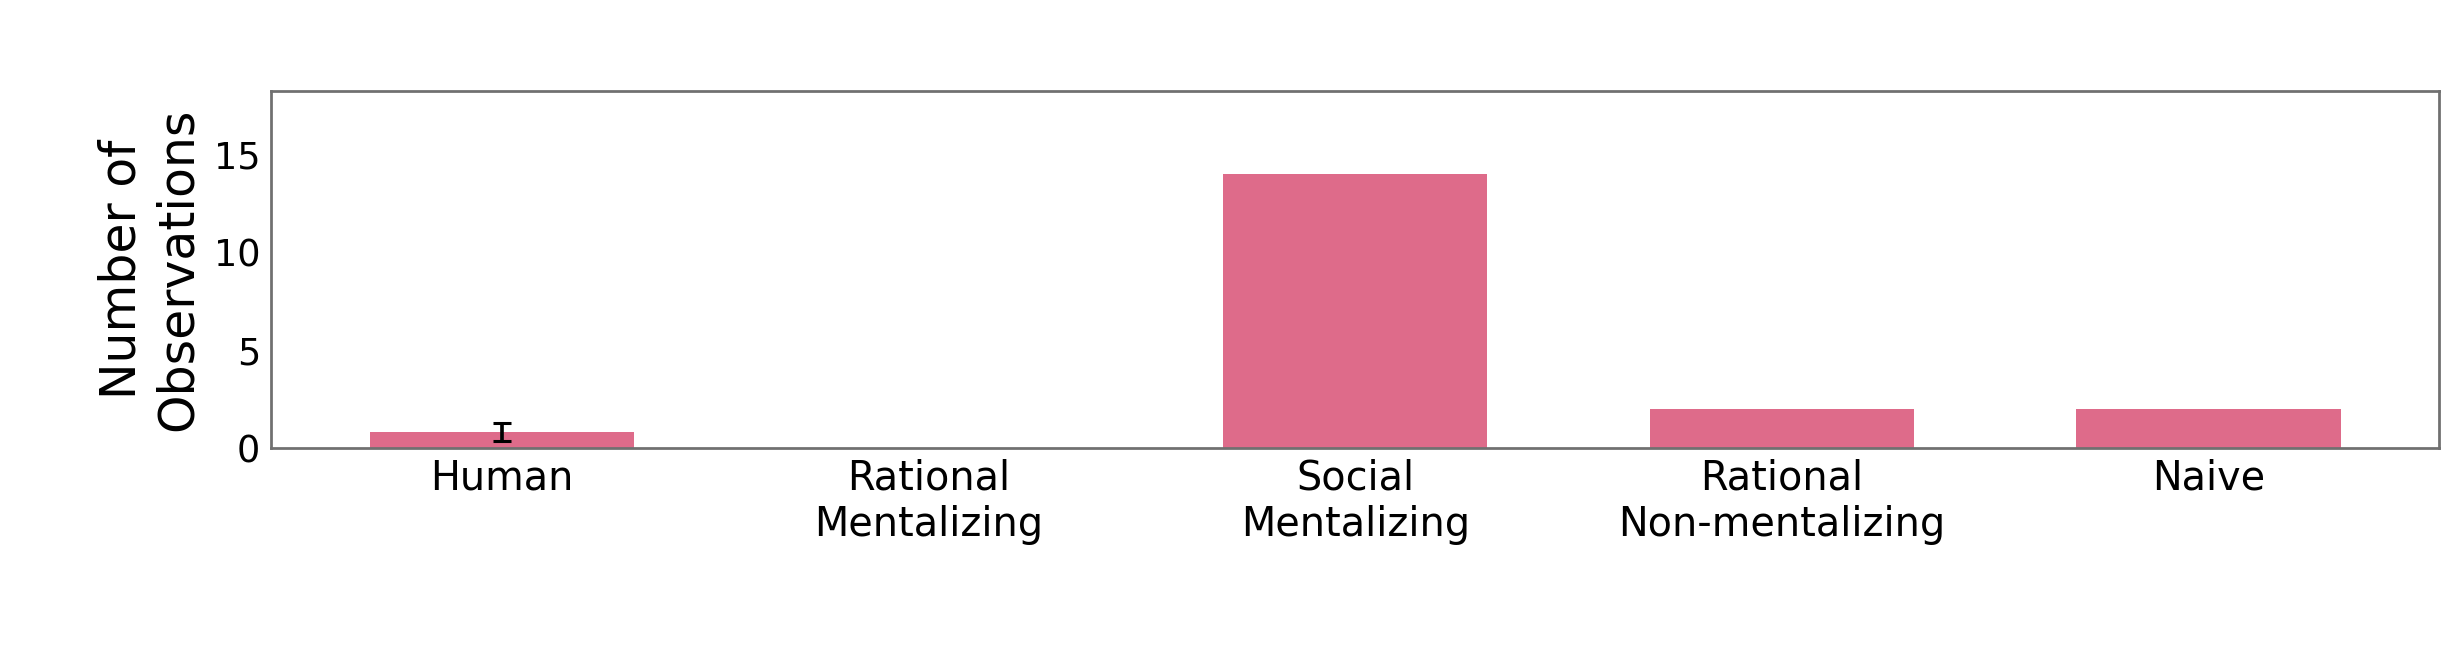 Number of
Observations
15
10
5
0
Human
Rational
Mentalizing
Social
Mentalizing
Rational
Non-mentalizing
Naive